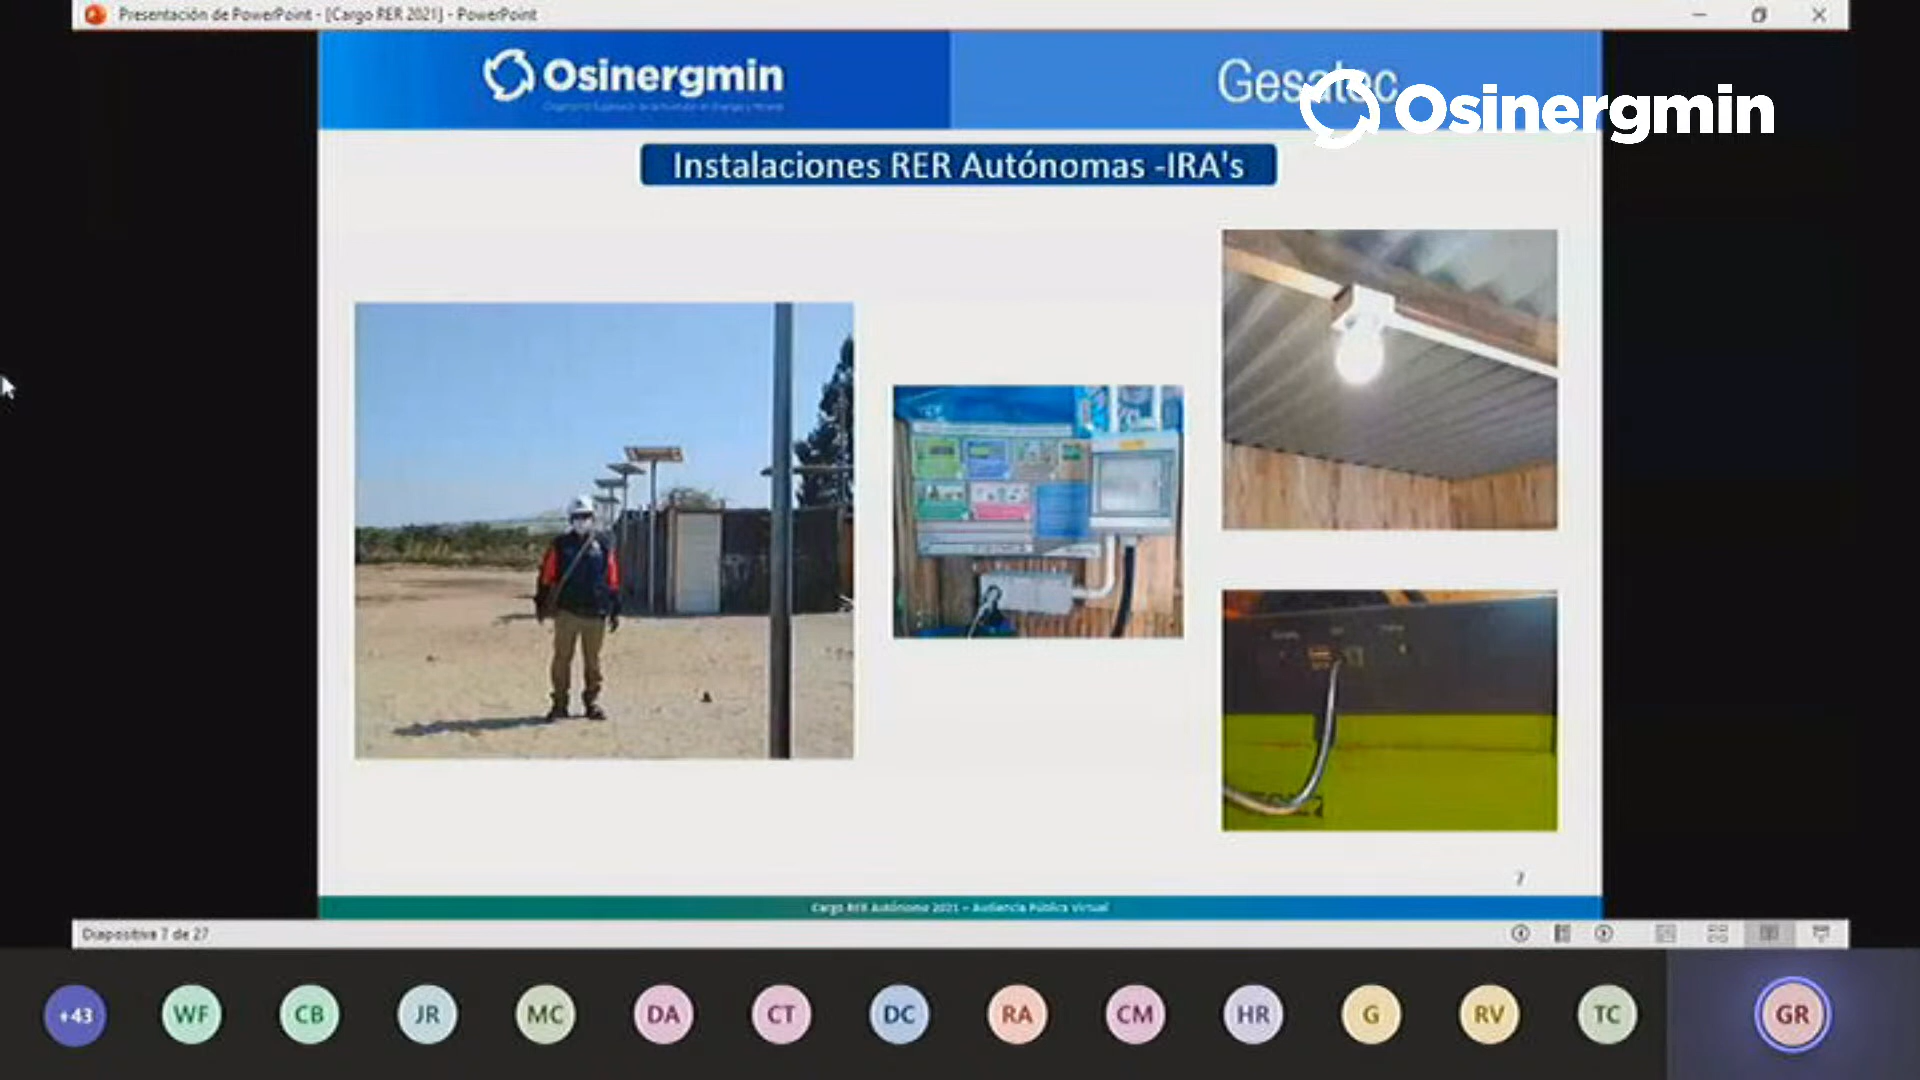 Presentación de PowerPoint - [Cargo RER 2021] - PowerPoint
Osinergmin
Gesatec
Osinergmin
Instalaciones RER Autónomas -IRA's
7
Cargo RER Autónomo 2021 - Audiencia Pública Virtual
Diapositiva 7 de 27
+43
WF
CB
JR
MC
DA
CT
DC
RA
CM
HR
G
RV
TC
GR